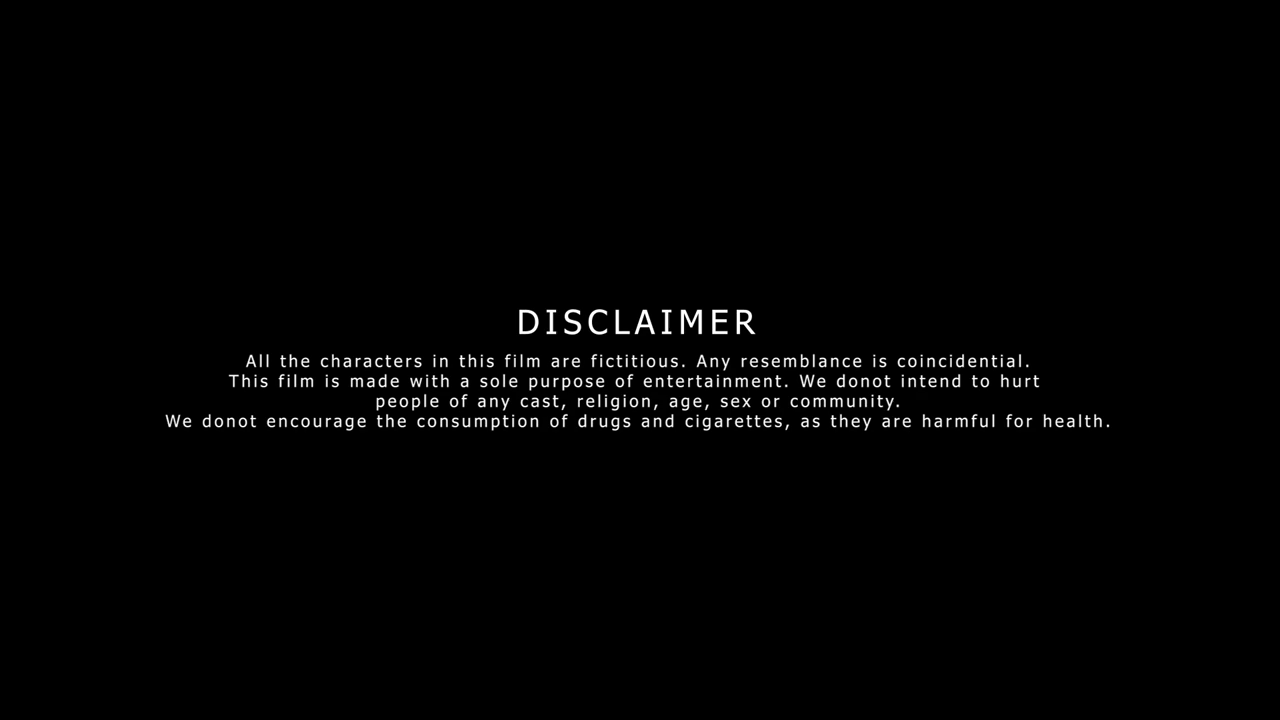 DISCLAIMER
All the characters in this film are fictitious. Any resemblance is coincidential.
This film is made with a sole purpose of entertainment. We donot intend to hurt
people of any cast, religion, age, sex or community.
We donot encourage the consumption of drugs and cigarettes, as they are harmful for health.